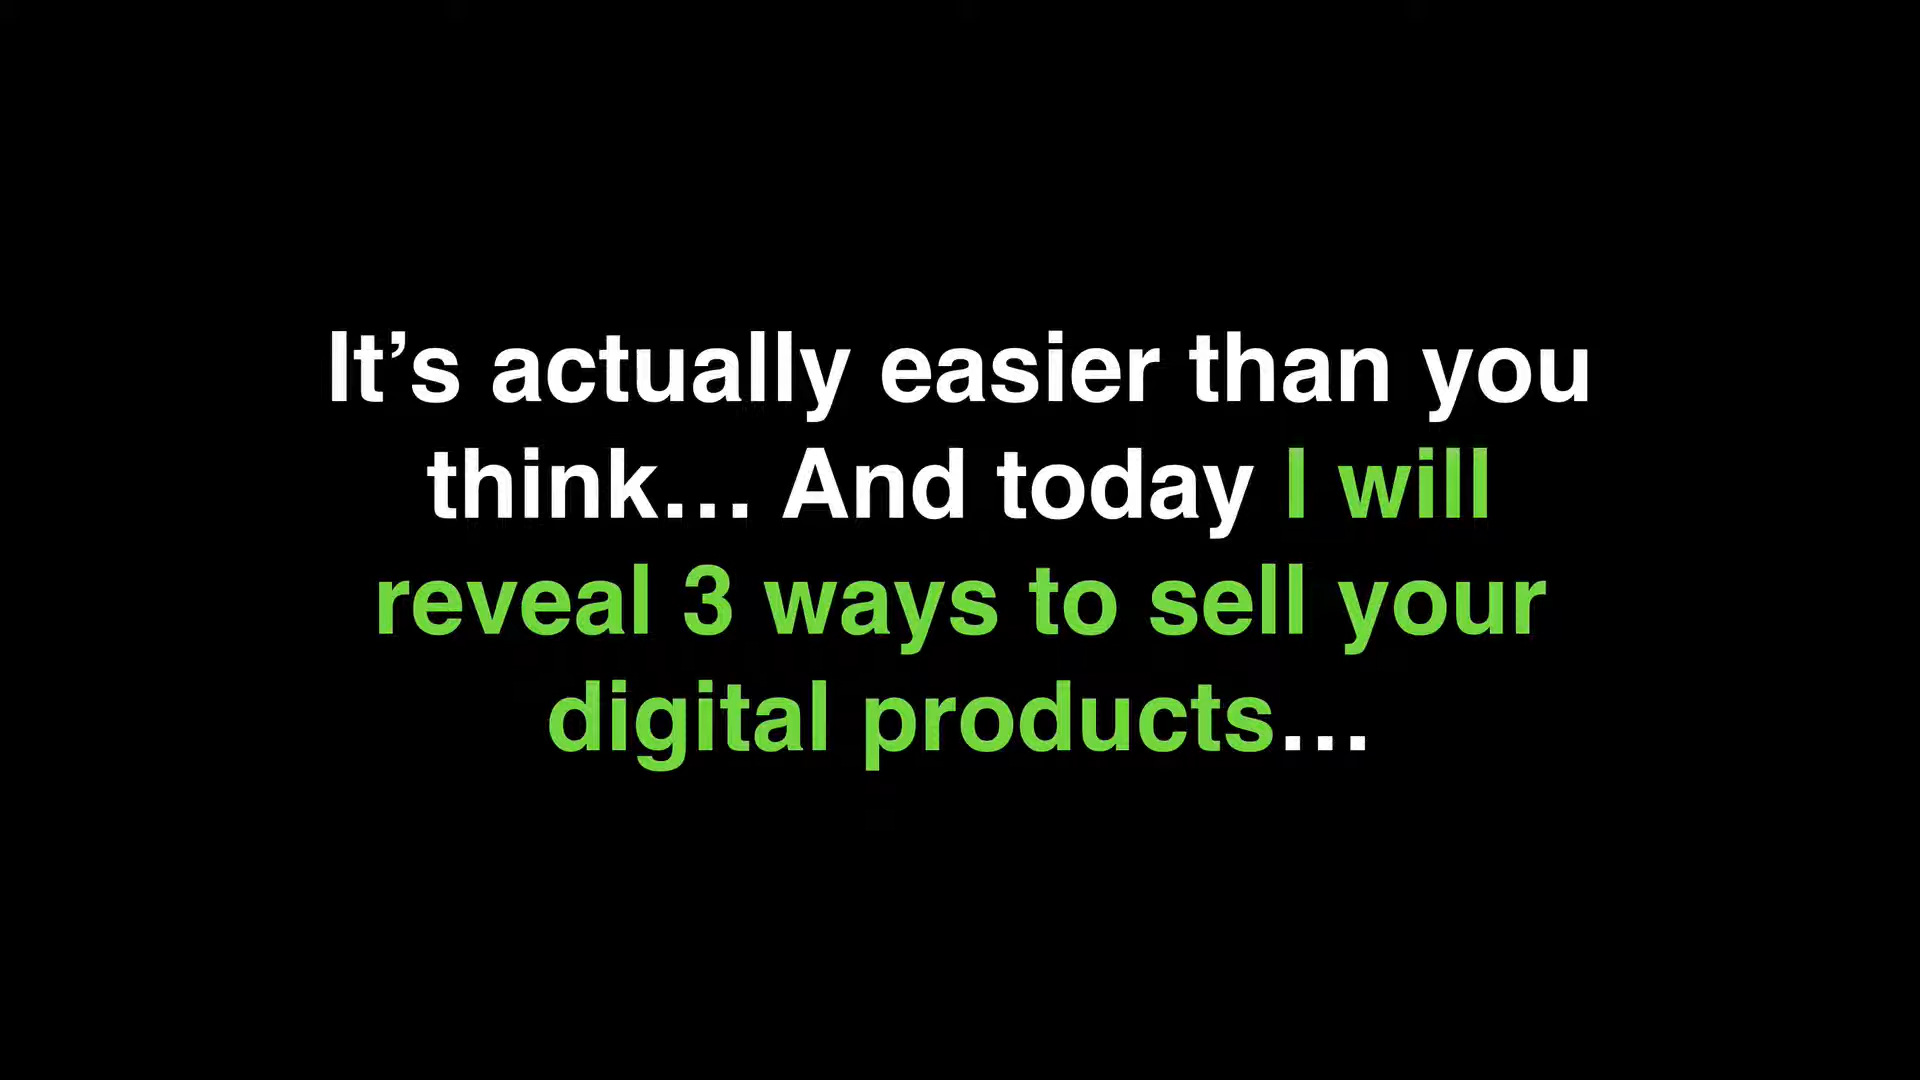 It’s actually easier than you
think… And today I will
reveal 3 ways to sell your
digital products…